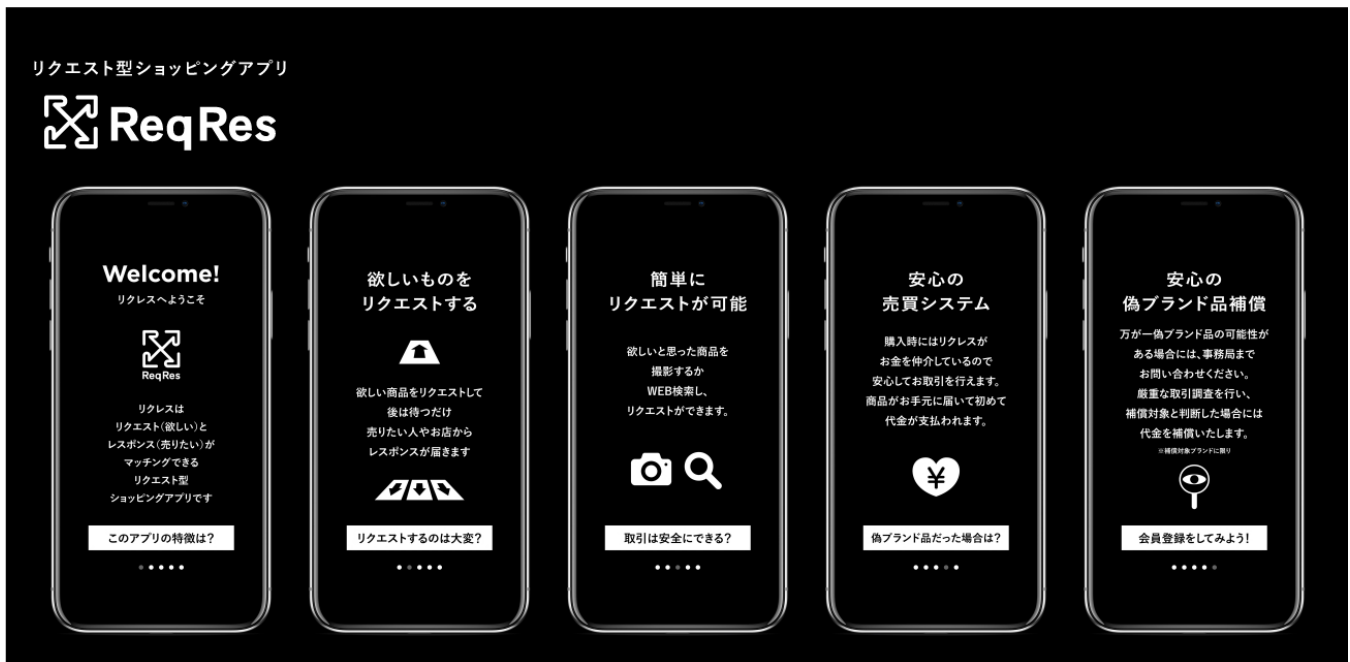 リクエスト型ショッピングアプリ
ReqRes
Welcome!
リクレスへようこそ
ReqRes
リクレスは
リクエスト(欲しい)と
レスポンス(売りたい)が
マッチングできる
リクエスト型
ショッピングアプリです
このアプリの特徴は?
欲しいものを
リクエストする
欲しい商品をリクエストして
後は待つだけ
売りたい人やお店から
レスポンスが届きます
リクエストするのは大変?
簡単に
リクエストが可能
欲しいと思った商品を
撮影するか
WEB検索し、
リクエストができます。
取引は安全にできる?
安心の
売買システム
購入時にはリクレスが
お金を仲介しているので
安心してお取引を行えます。
商品がお手元に届いて初めて
代金が支払われます。
¥
偽ブランド品だった場合は?
安心の
偽ブランド品補償
万が一偽ブランド品の可能性が
ある場合には、事務局まで
お問い合わせください。
厳重な取引調査を行い、
補償対象と判断した場合には
代金を補償いたします。
※補償対象ブランドに限り
会員登録をしてみよう!